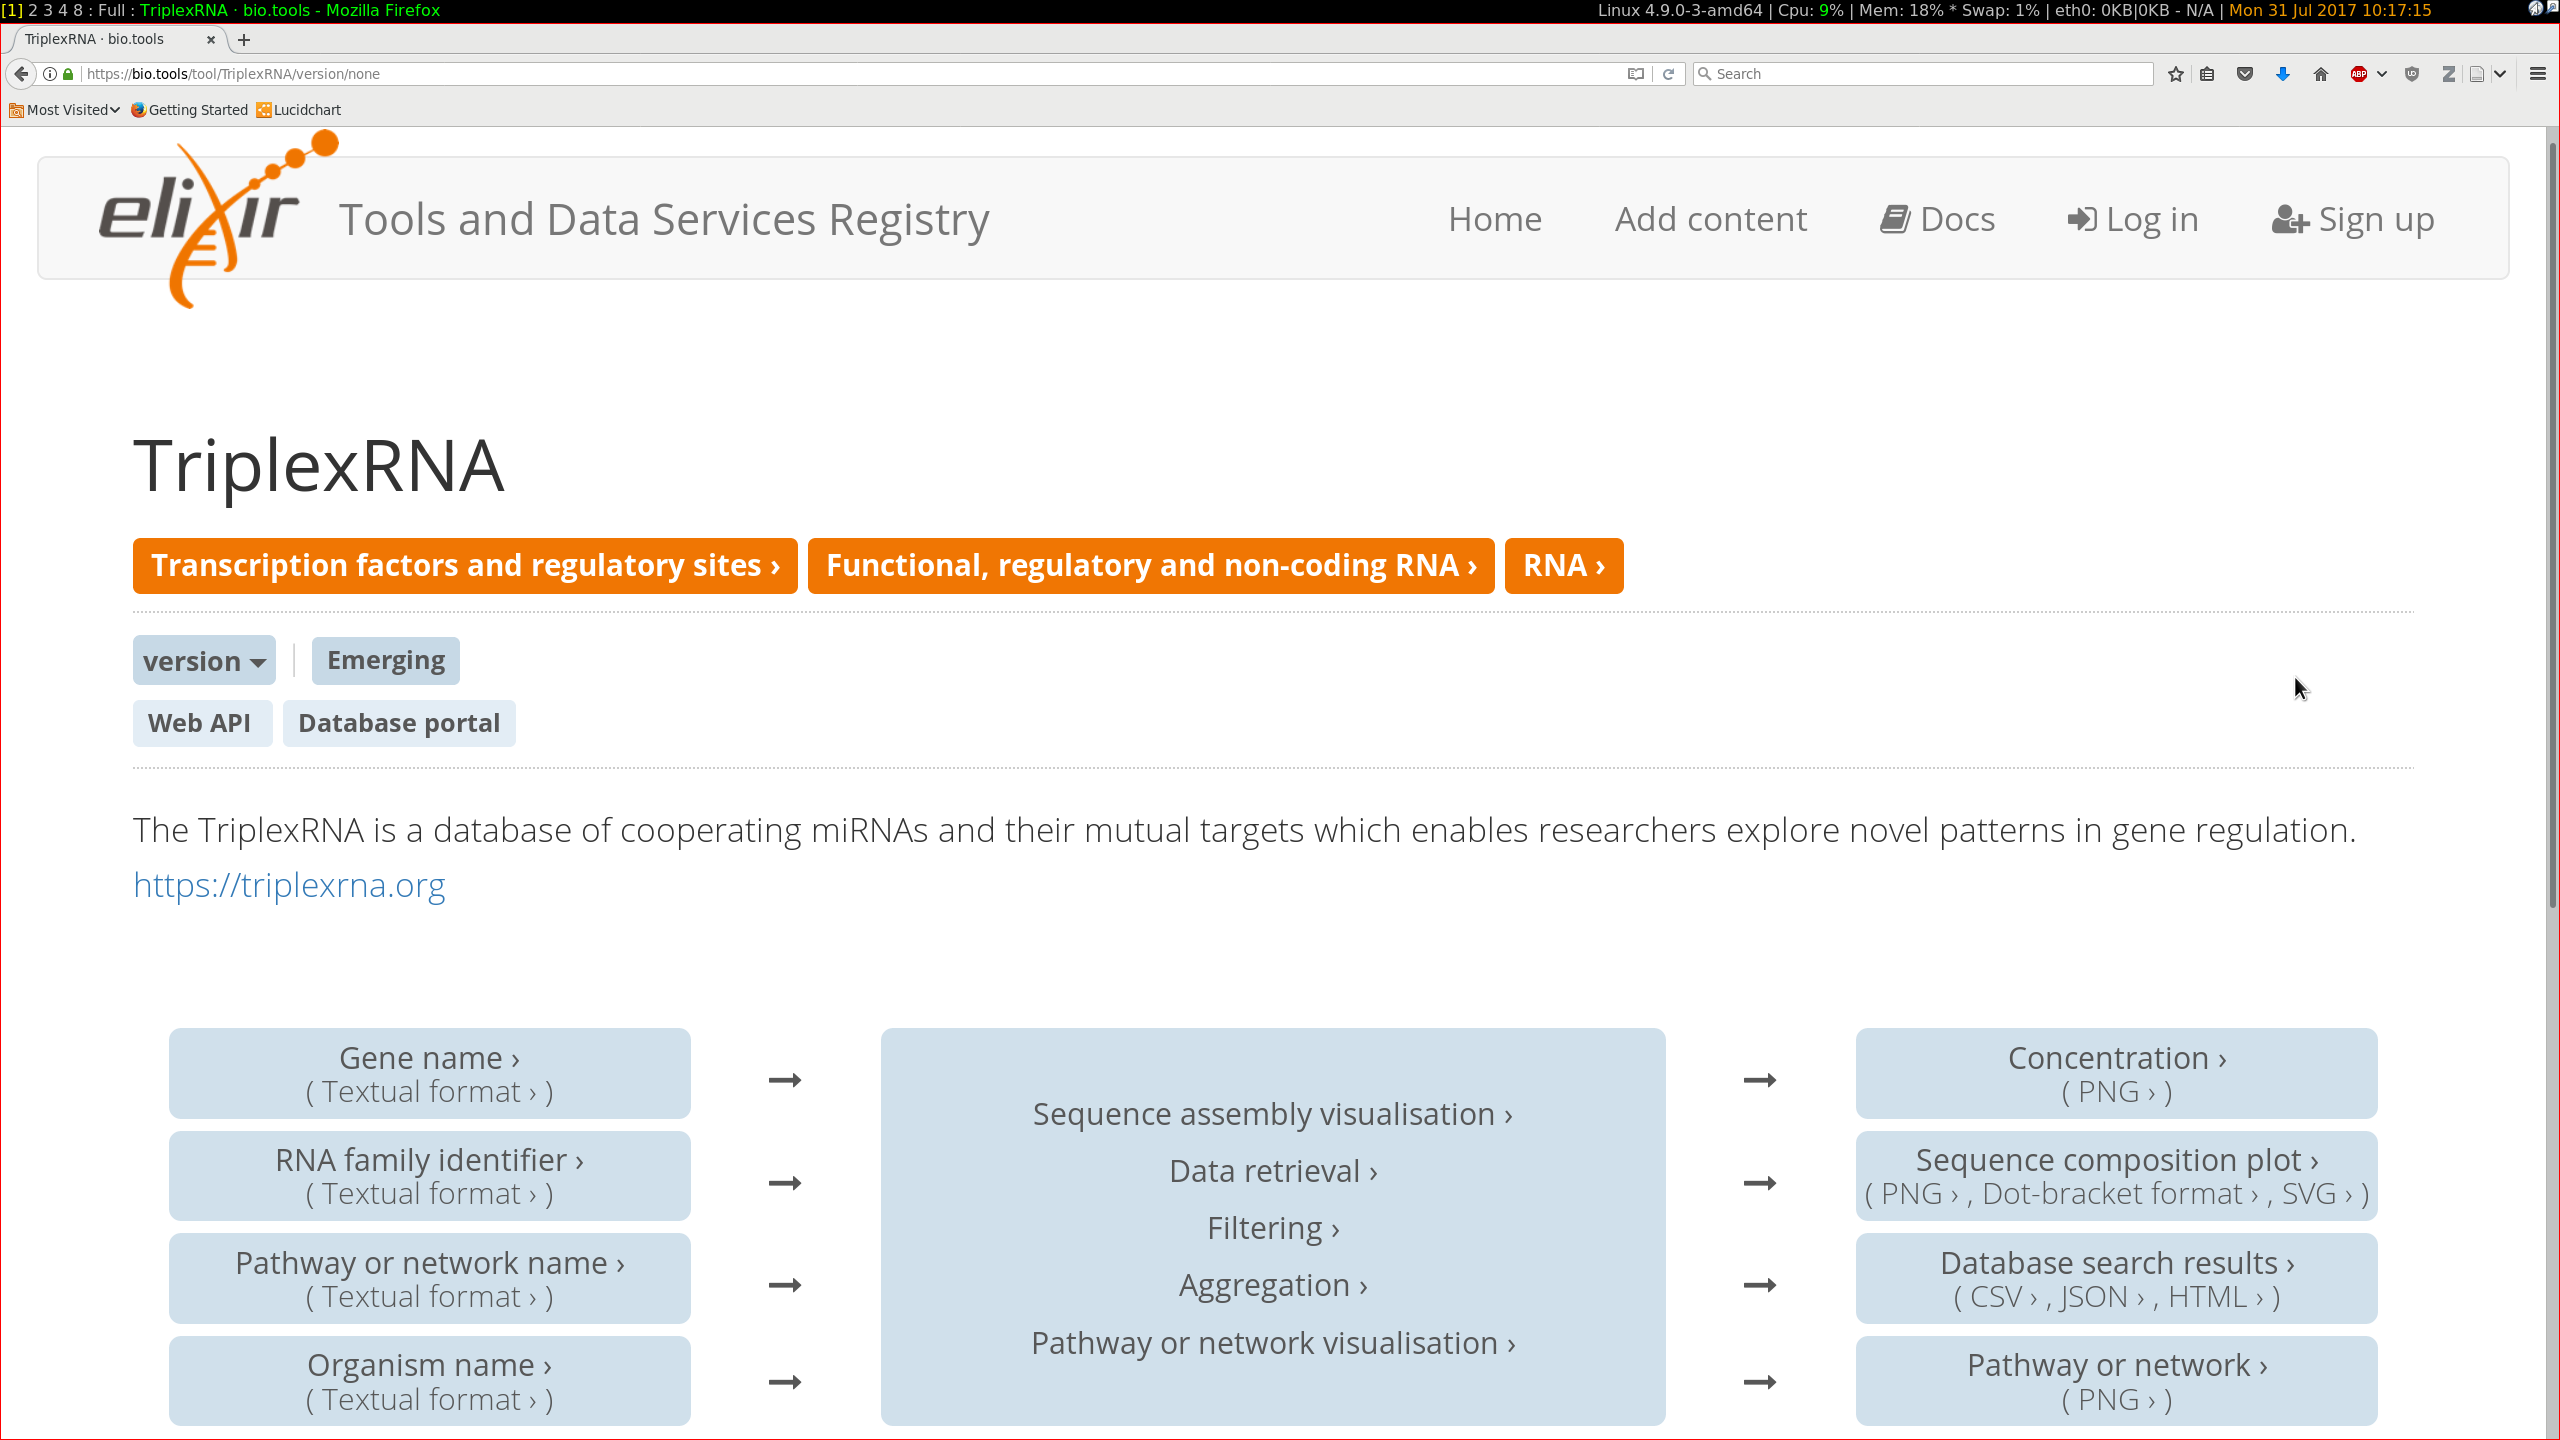 [1] 2 3 4 8 : Full : TriplexRNA · bio.tools - Mozilla Firefox
Linux 4.9.0-3-amd64 | Cpu: 9% | Mem: 18% * Swap: 1% | eth0: 0KB|0KB - N/A | Mon 31 Jul 2017 10:17:15
TriplexRNA · bio.tools
https://bio.tools/tool/TriplexRNA/version/none
Search
ABP
Most Visited
Getting Started
Lucidchart
elixir
Tools and Data Services Registry
Home
Add content
Docs
Log in
Sign up
TriplexRNA
Transcription factors and regulatory sites ›
Functional, regulatory and non-coding RNA ›
RNA ›
version
Emerging
Web API
Database portal
The TriplexRNA is a database of cooperating miRNAs and their mutual targets which enables researchers explore novel patterns in gene regulation.
https://triplexrna.org
Gene name ›
( Textual format › )
RNA family identifier ›
( Textual format › )
Pathway or network name ›
( Textual format › )
Organism name ›
( Textual format › )
Sequence assembly visualisation ›
Data retrieval ›
Filtering ›
Aggregation ›
Pathway or network visualisation ›
Concentration ›
( PNG › )
Sequence composition plot ›
( PNG › , Dot-bracket format › , SVG › )
Database search results ›
( CSV › , JSON › , HTML › )
Pathway or network ›
( PNG › )